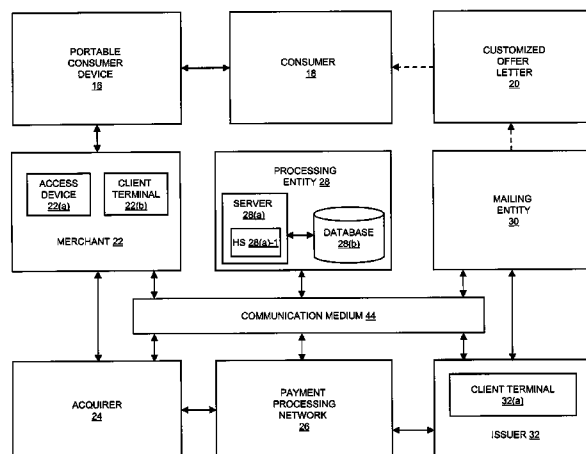 PORTABLE
CONSUMER
DEVICE
16
CONSUMER
18
CUSTOMIZED
OFFER
LETTER
20
ACCESS
DEVICE
22(a)
CLIENT
TERMINAL
22(b)
MERCHANT 22
PROCESSING
ENTITY 28
SERVER
28(a)
HS 28(a)-1
DATABASE
28(b)
MAILING
ENTITY
30
COMMUNICATION MEDIUM 44
ACQUIRER
24
PAYMENT
PROCESSING
NETWORK
26
CLIENT TERMINAL
32(a)
ISSUER 32